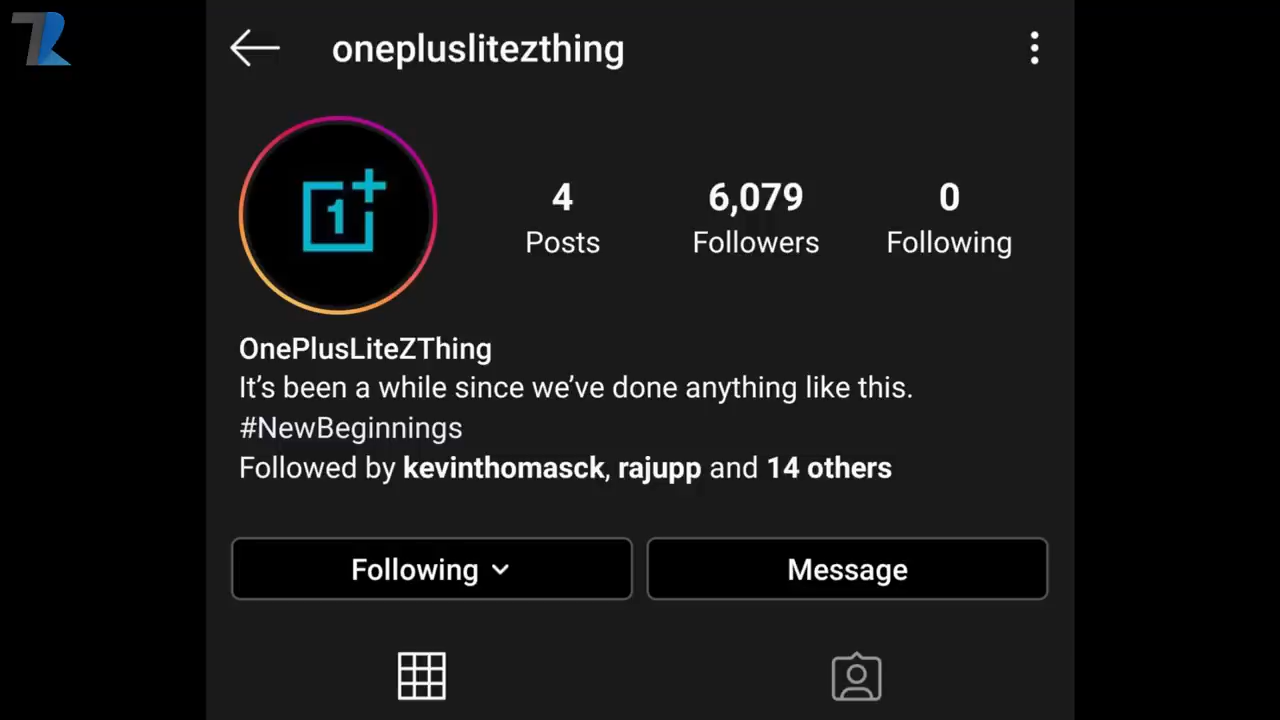 onepluslitezthing
4
6,079
0
Posts
Followers
Following
OnePlusLiteZThing
It's been a while since we've done anything like this.
#NewBeginnings
Followed by kevinthomasck, rajupp and 14 others
Following
Message